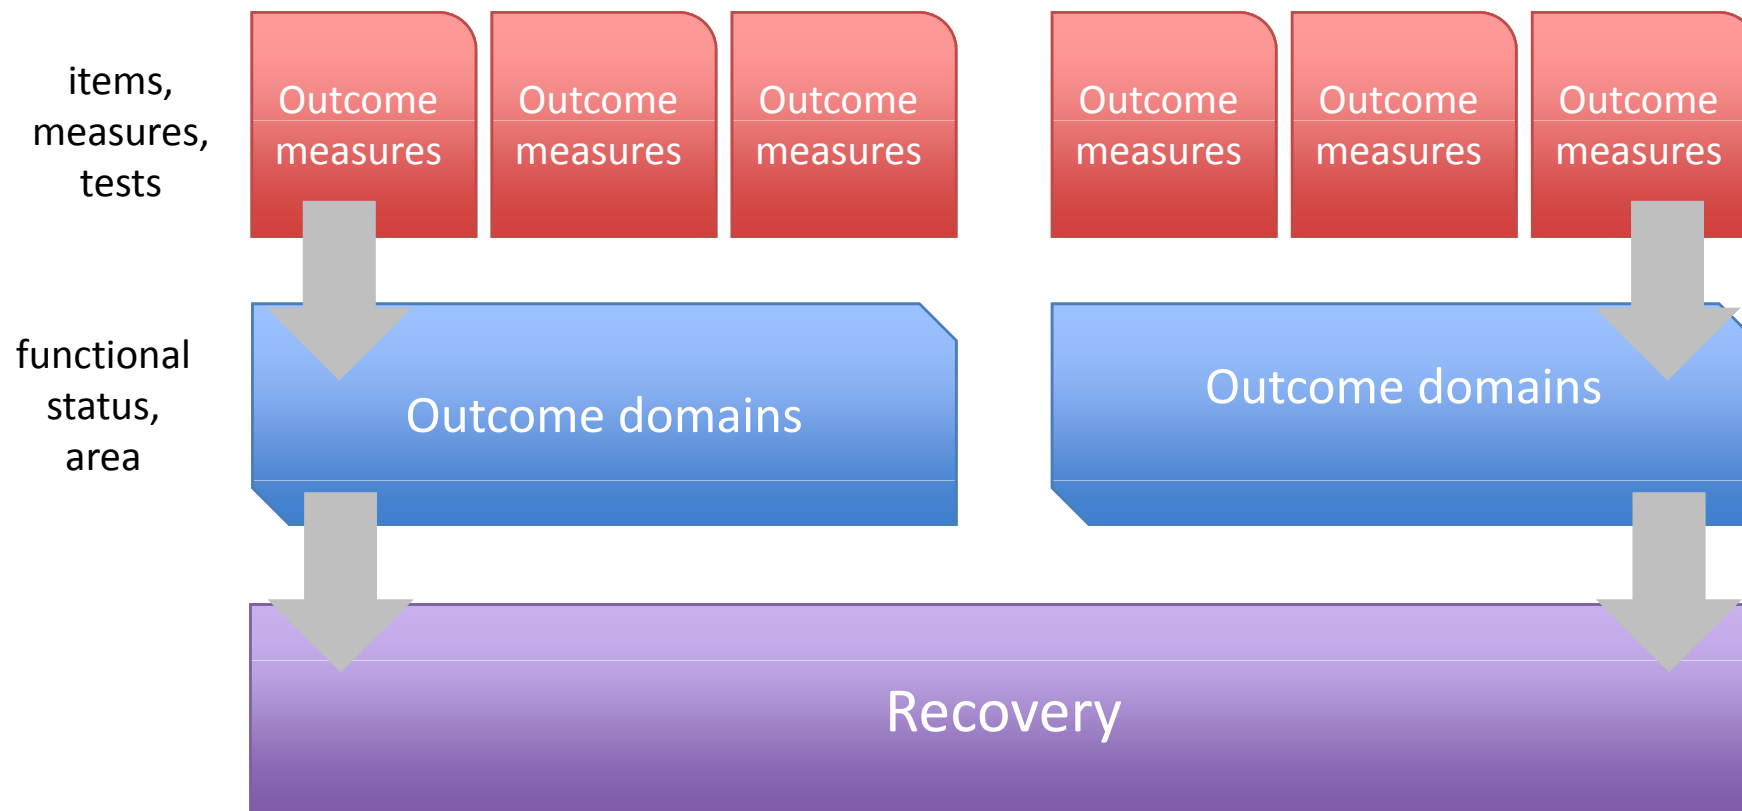 items,
measures,
tests
Outcome
measures
Outcome
measures
Outcome
measures
Outcome
measures
Outcome
measures
Outcome
measures
functional
status,
area
Outcome domains
Outcome domains
Recovery